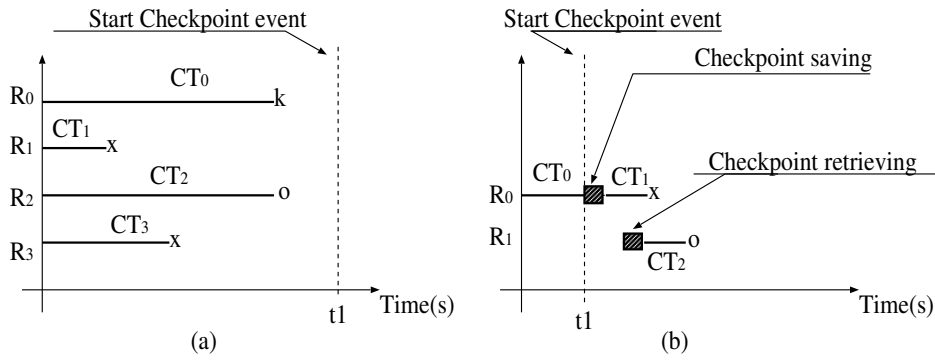 Start Checkpoint event
R0
CT0
k
R1
CT1
x
R2
CT2
o
R3
CT3
x
Time(s)
t1
(a)
Start Checkpoint event
Checkpoint saving
Checkpoint retrieving
R0
CT0
CT1
x
R1
o
CT2
Time(s)
t1
(b)